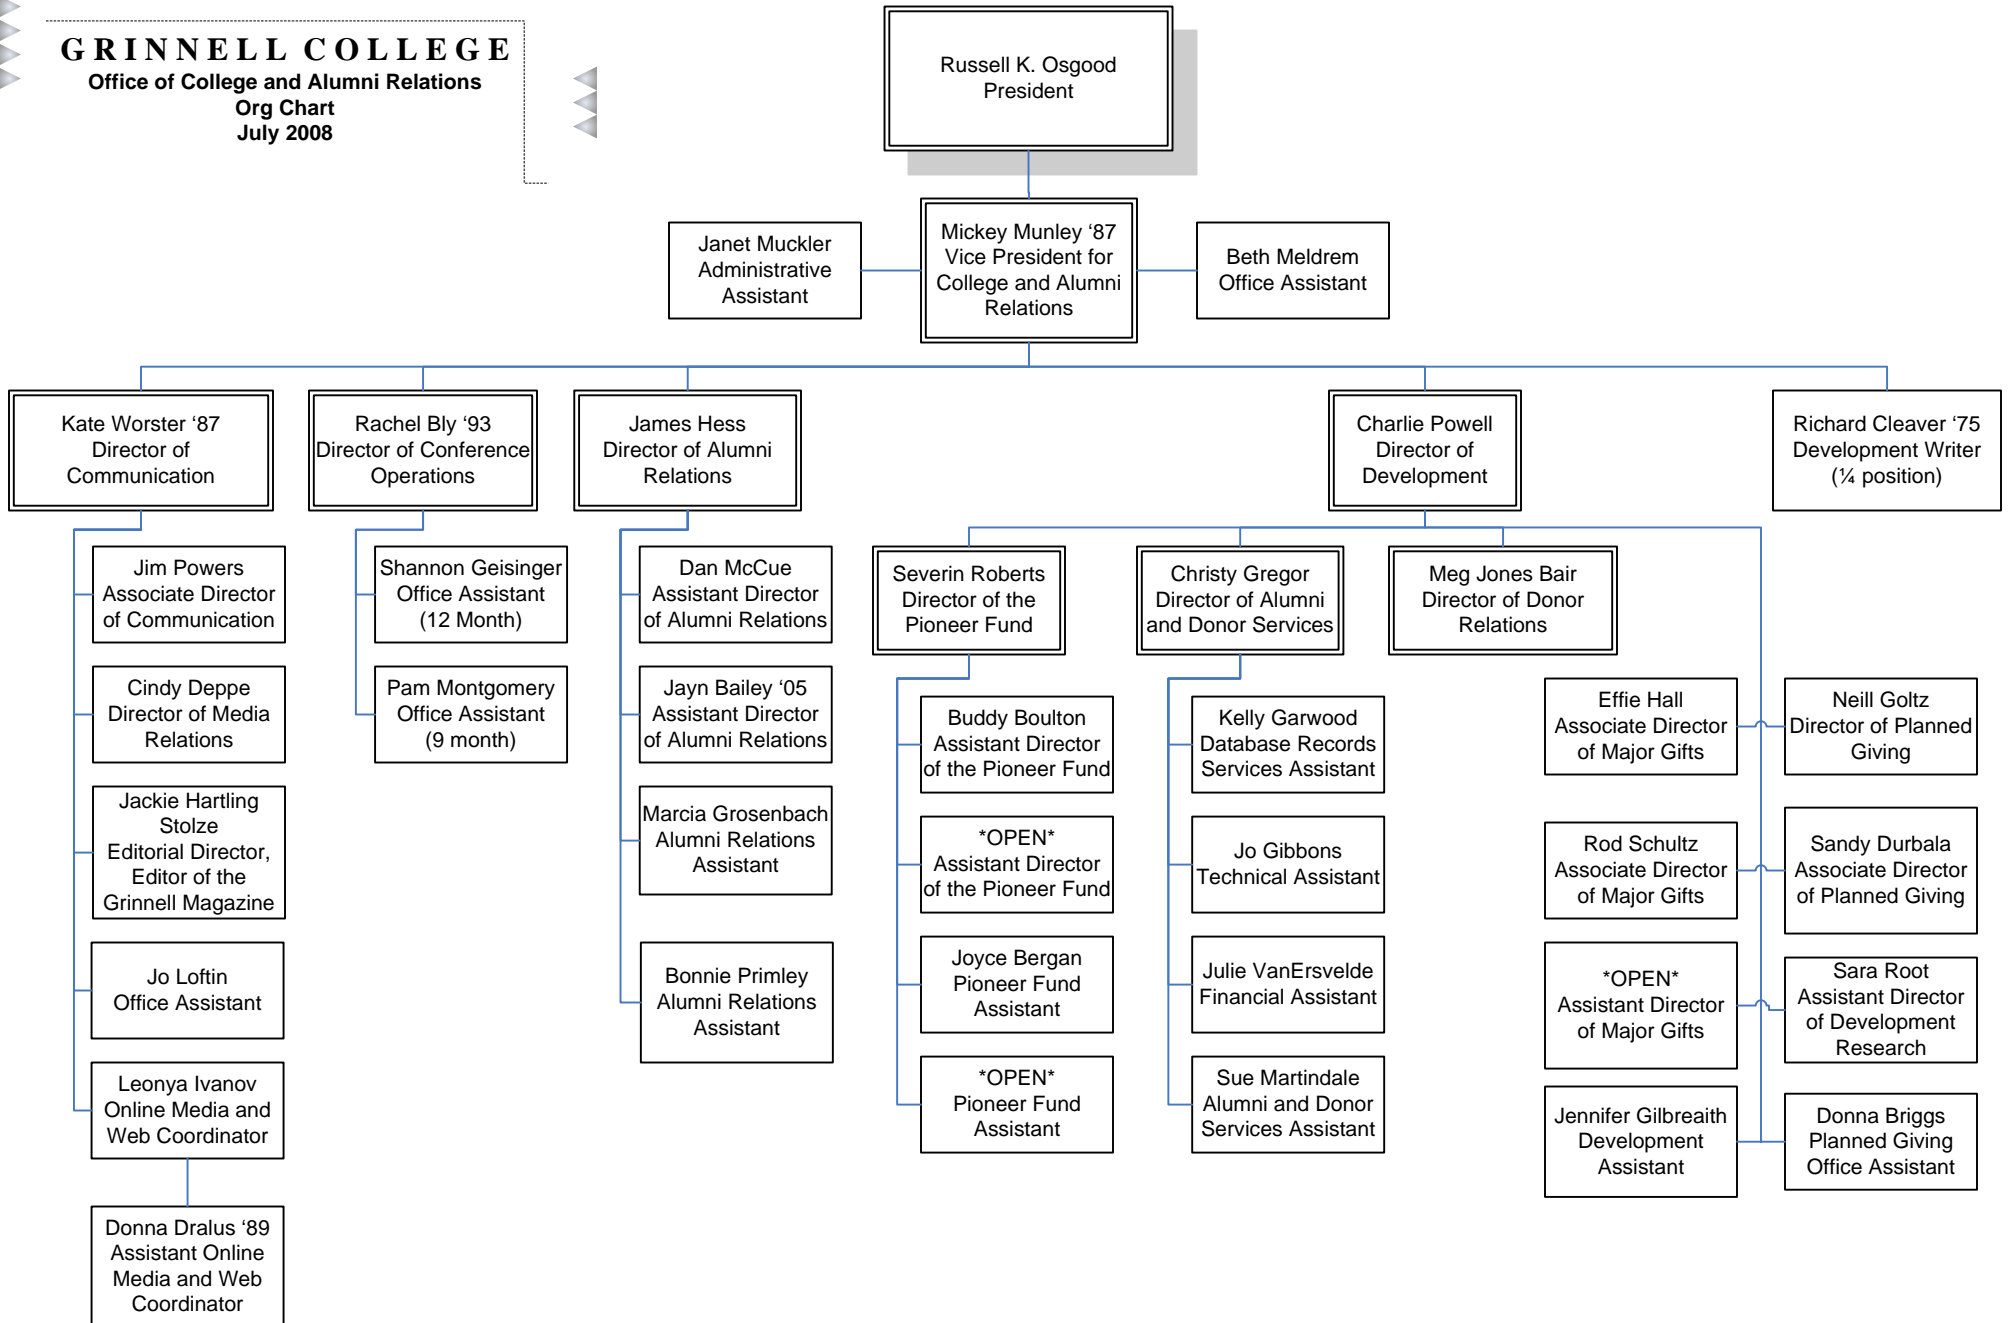 GRINNELL COLLEGE
Office of College and Alumni Relations
Org Chart
July 2008
Russell K. Osgood
President
Janet Muckler
Administrative
Assistant
Mickey Munley ‘87
Vice President for
College and Alumni
Relations
Beth Meldrem
Office Assistant
Kate Worster ‘87
Director of
Communication
Rachel Bly ‘93
Director of Conference
Operations
James Hess
Director of Alumni
Relations
Charlie Powell
Director of
Development
Richard Cleaver ‘75
Development Writer
(¼ position)
Jim Powers
Associate Director
of Communication
Cindy Deppe
Director of Media
Relations
Jackie Hartling
Stolze
Editorial Director,
Editor of the
Grinnell Magazine
Jo Loftin
Office Assistant
Leonya Ivanov
Online Media and
Web Coordinator
Donna Dralus ‘89
Assistant Online
Media and Web
Coordinator
Shannon Geisinger
Office Assistant
(12 Month)
Pam Montgomery
Office Assistant
(9 month)
Dan McCue
Assistant Director
of Alumni Relations
Jayn Bailey ‘05
Assistant Director
of Alumni Relations
Marcia Grosenbach
Alumni Relations
Assistant
Bonnie Primley
Alumni Relations
Assistant
Severin Roberts
Director of the
Pioneer Fund
Buddy Boulton
Assistant Director
of the Pioneer Fund
*OPEN*
Assistant Director
of the Pioneer Fund
Joyce Bergan
Pioneer Fund
Assistant
*OPEN*
Pioneer Fund
Assistant
Christy Gregor
Director of Alumni
and Donor Services
Kelly Garwood
Database Records
Services Assistant
Jo Gibbons
Technical Assistant
Julie VanErsvelde
Financial Assistant
Sue Martindale
Alumni and Donor
Services Assistant
Meg Jones Bair
Director of Donor
Relations
Effie Hall
Associate Director
of Major Gifts
Neill Goltz
Director of Planned
Giving
Rod Schultz
Associate Director
of Major Gifts
Sandy Durbala
Associate Director
of Planned Giving
*OPEN*
Assistant Director
of Major Gifts
Sara Root
Assistant Director
of Development
Research
Jennifer Gilbreaith
Development
Assistant
Donna Briggs
Planned Giving
Office Assistant